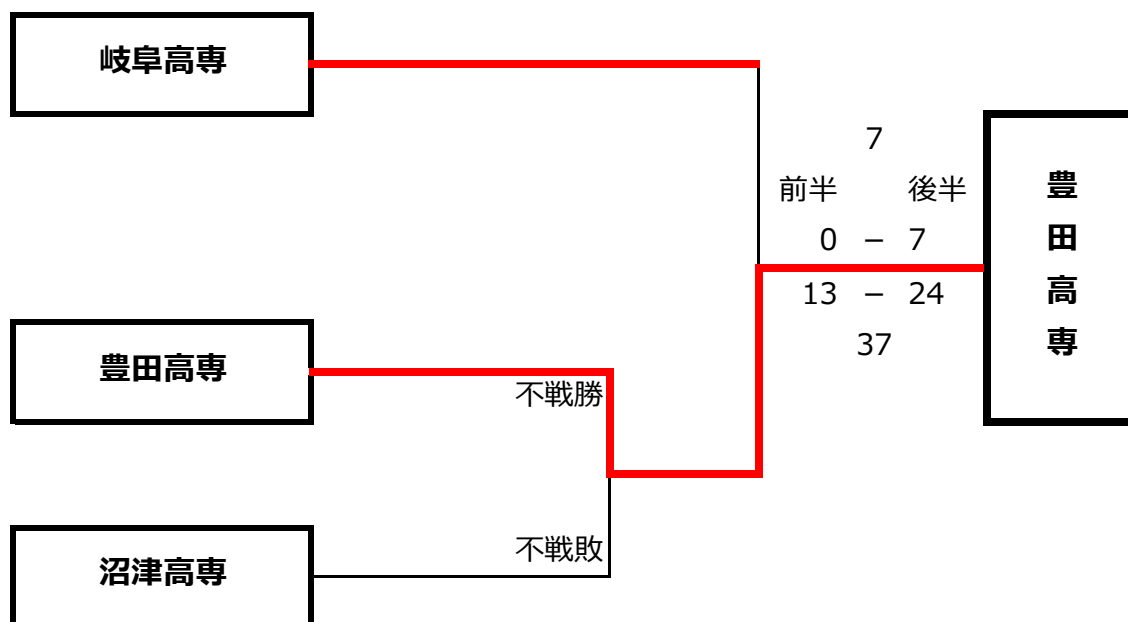 岐阜高専
7
前半 後半
0 － 7
13 － 24
37
豊田高専
豊田高専
不戦勝
不戦敗
沼津高専